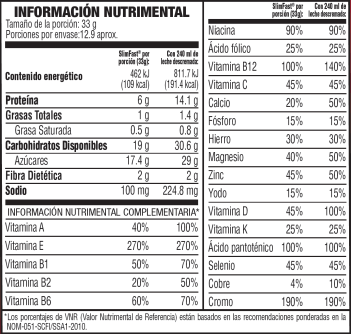 INFORMACIÓN NUTRIMENTAL
Tamaño de la porción: 33 g
Porciones por envase:12.9 aprox.
SlimFast® por porción (33g): Con 240 ml de leche descremada:
Contenido energético 462 kJ (109 kcal) 811.7 kJ (191.4 kcal)
Proteína 6 g 14.1 g
Grasas Totales 1 g 1.4 g
Grasa Saturada 0.5 g 0.8 g
Carbohidratos Disponibles 19 g 30.6 g
Azúcares 17.4 g 29 g
Fibra Dietética 2 g 2 g
Sodio 100 mg 224.8 mg
INFORMACIÓN NUTRIMENTAL COMPLEMENTARIA*
Vitamina A 40% 100%
Vitamina E 270% 270%
Vitamina B1 50% 70%
Vitamina B2 20% 50%
Vitamina B6 60% 70%
SlimFast® por porción (33g): Con 240 ml de leche descremada:
Niacina 90% 90%
Ácido fólico 25% 25%
Vitamina B12 100% 140%
Vitamina C 45% 45%
Calcio 20% 50%
Fósforo 15% 15%
Hierro 30% 30%
Magnesio 40% 50%
Zinc 45% 50%
Yodo 15% 15%
Vitamina D 45% 100%
Vitamina K 25% 25%
Ácido pantoténico 100% 100%
Selenio 45% 45%
Cobre 4% 10%
Cromo 190% 190%
*Los porcentajes de VNR (Valor Nutrimental de Referencia) están basados en las recomendaciones ponderadas en la
NOM-051-SCFI/SSA1-2010.